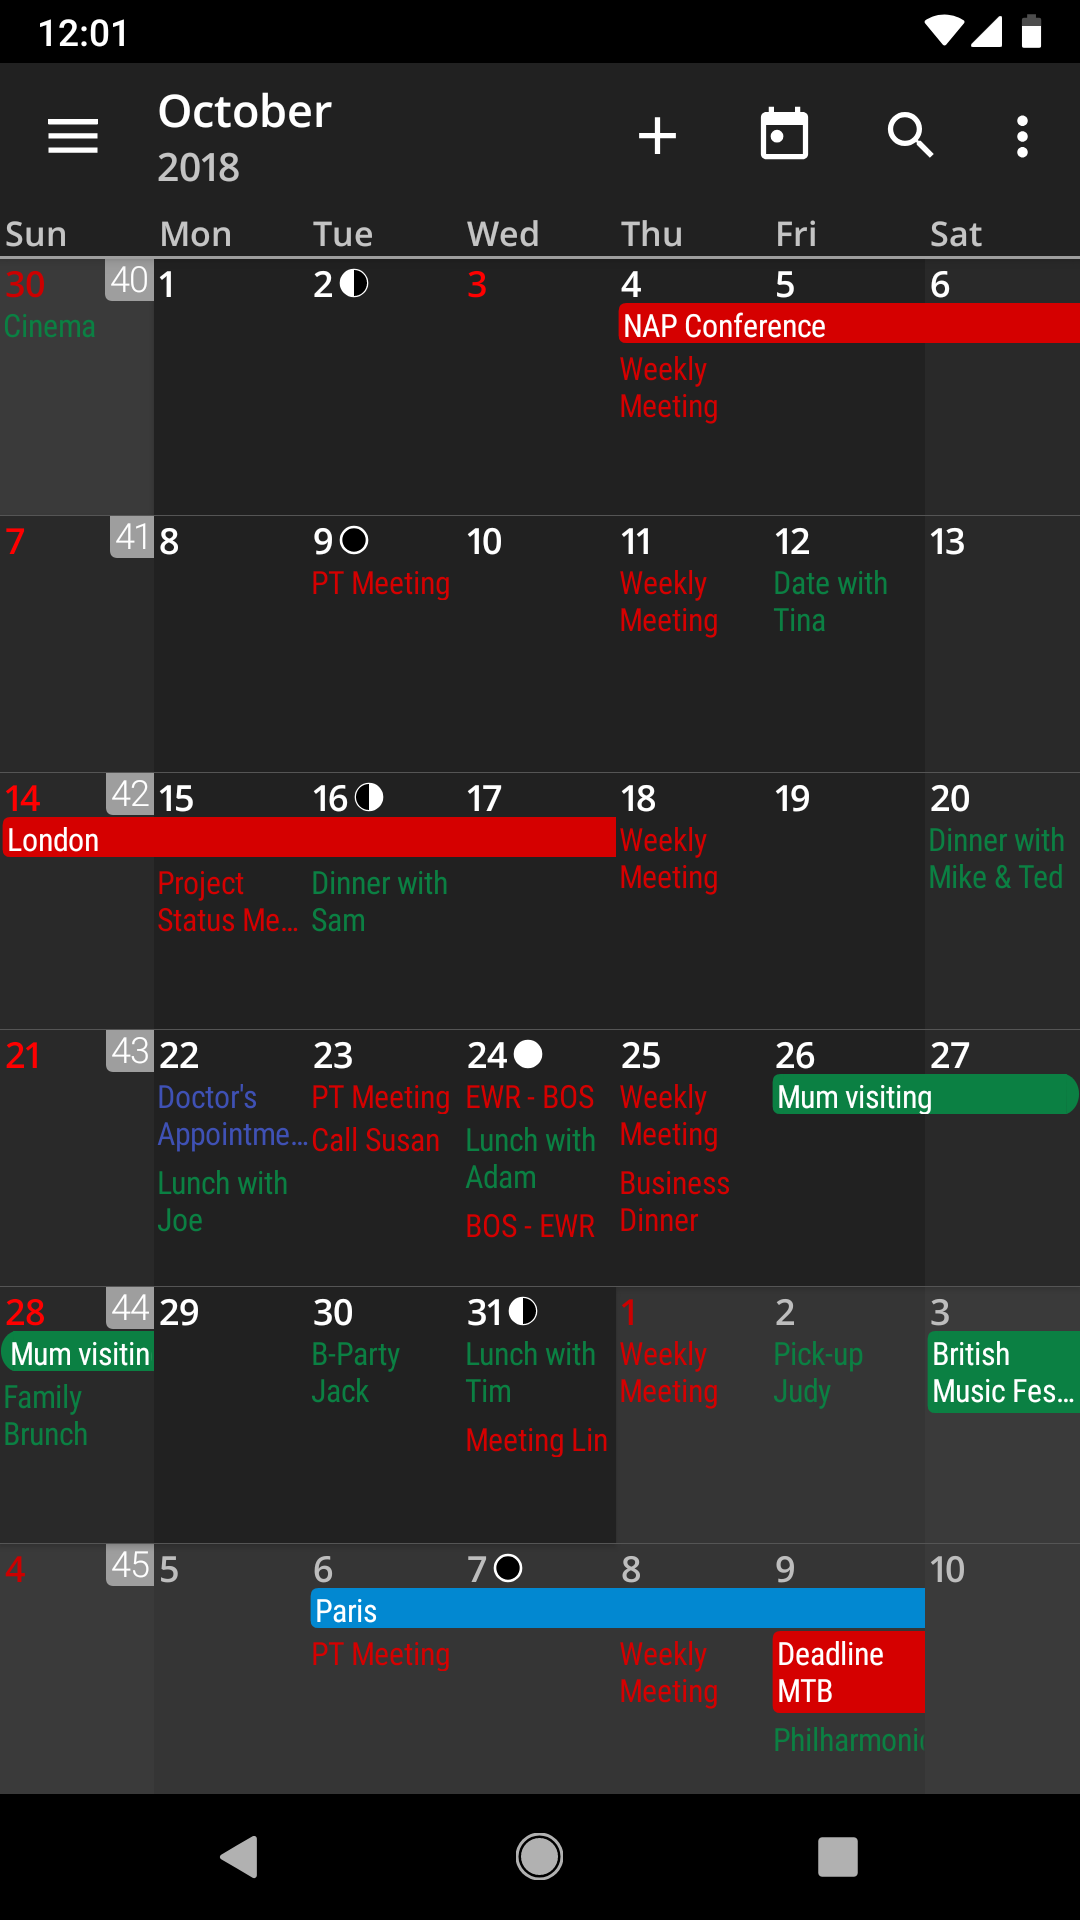 12:01
October
2018
Sun Mon Tue Wed Thu Fri Sat
30 40 1 2 3 4 5 6
Cinema NAP Conference
Weekly
Meeting
7 41 8 9 10 11 12 13
PT Meeting Weekly Date with
Meeting Tina
14 42 15 16 17 18 19 20
London Weekly Dinner with
Meeting Mike & Ted
Project Dinner with
Status Me... Sam
21 43 22 23 24 25 26 27
Doctor's PT Meeting EWR - BOS Weekly Mum visiting
Appointme... Call Susan Lunch with Meeting
Adam
Lunch with Business
Joe BOS - EWR Dinner
28 44 29 30 31 1 2 3
Mum visitin B-Party Lunch with Weekly Pick-up British
Jack Tim Meeting Judy Music Fes...
Family
Brunch Meeting Lin
4 45 5 6 7 8 9 10
Paris
PT Meeting Weekly Deadline
Meeting MTB
Philharmonic